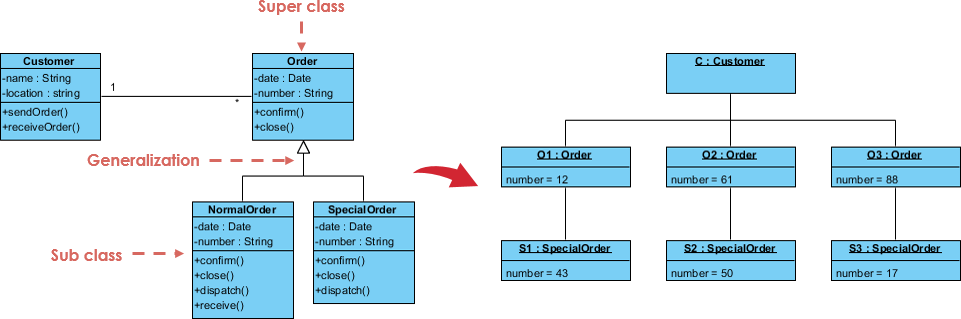 Super class
Customer
-name : String
-location : string
+sendOrder()
+receiveOrder()
1
*
Order
-date : Date
-number : String
+confirm()
+close()
Generalization
NormalOrder
-date : Date
-number : String
+confirm()
+close()
+dispatch()
+receive()
SpecialOrder
-date : Date
-number : String
+confirm()
+close()
+dispatch()
Sub class
C : Customer
O1 : Order
number = 12
O2 : Order
number = 61
O3 : Order
number = 88
S1 : SpecialOrder
number = 43
S2 : SpecialOrder
number = 50
S3 : SpecialOrder
number = 17